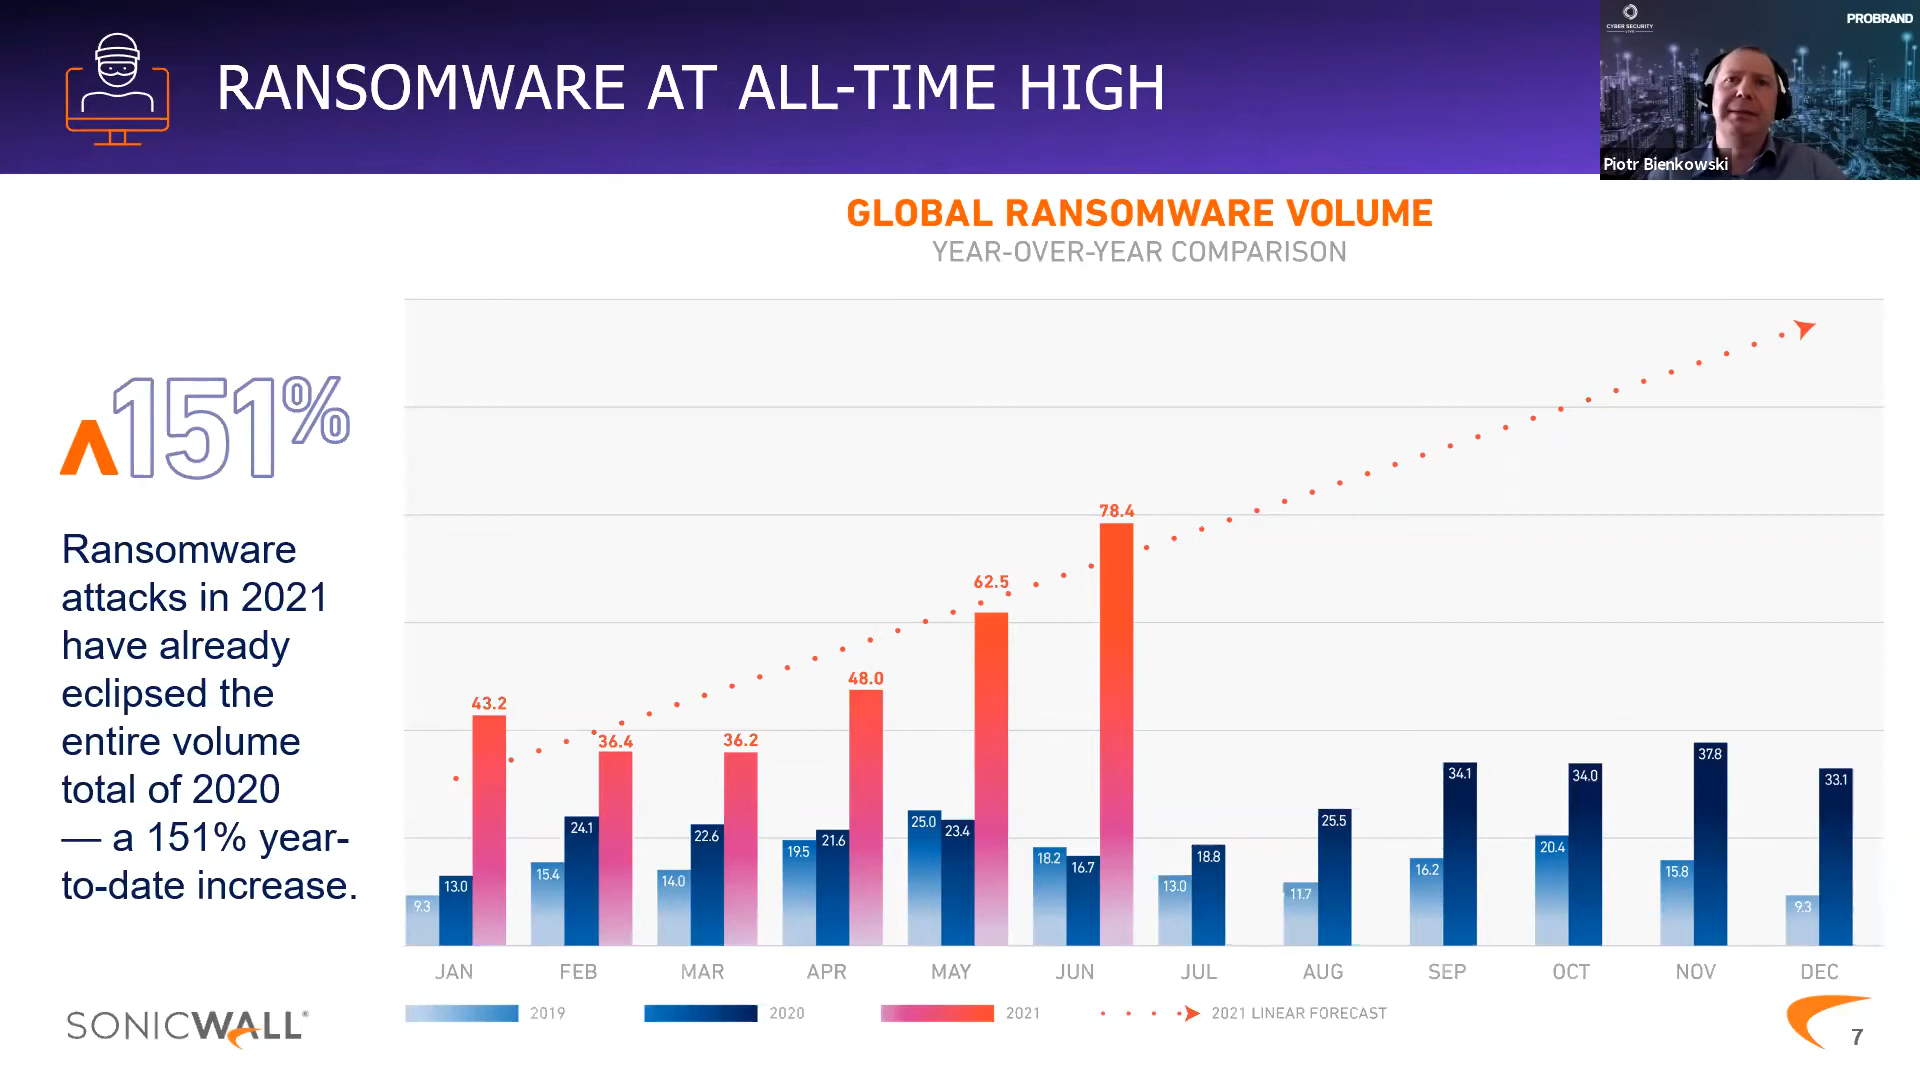 RANSOMWARE AT ALL-TIME HIGH
CYBER SECURITY
LIVE
PROBRAND
Piotr Bienkowski
GLOBAL RANSOMWARE VOLUME
YEAR-OVER-YEAR COMPARISON
151%
Ransomware
attacks in 2021
have already
eclipsed the
entire volume
total of 2020
— a 151% year-
to-date increase.
9.3 13.0 43.2
15.4 24.1 36.4
14.0 22.6 36.2
19.5 21.6 48.0
25.0 23.4 62.5
18.2 16.7 78.4
13.0 18.8
11.7 25.5
16.2 34.1
20.4 34.0
15.8 37.8
9.3 33.1
JAN FEB MAR APR MAY JUN JUL AUG SEP OCT NOV DEC
2019 2020 2021 2021 LINEAR FORECAST
SONICWALL®
7